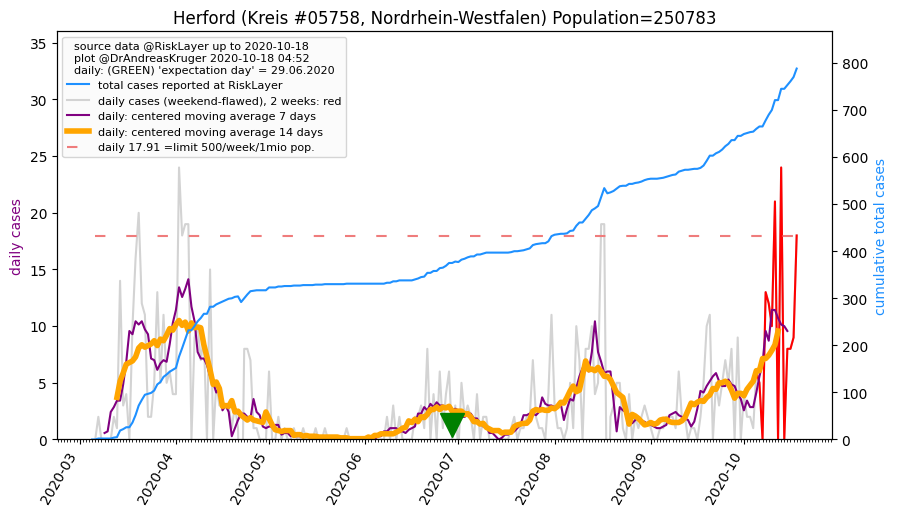 Herford (Kreis #05758, Nordrhein-Westfalen) Population=250783
source data @RiskLayer up to 2020-10-18
plot @DrAndreasKruger 2020-10-18 04:52
daily: (GREEN) 'expectation day' = 29.06.2020
total cases reported at RiskLayer
daily cases (weekend-flawed), 2 weeks: red
daily: centered moving average 7 days
daily: centered moving average 14 days
daily 17.91 =limit 500/week/1mio pop.
daily cases
35
30
25
20
15
10
5
0
cumulative total cases
800
700
600
500
400
300
200
100
0
2020-03
2020-04
2020-05
2020-06
2020-07
2020-08
2020-09
2020-10